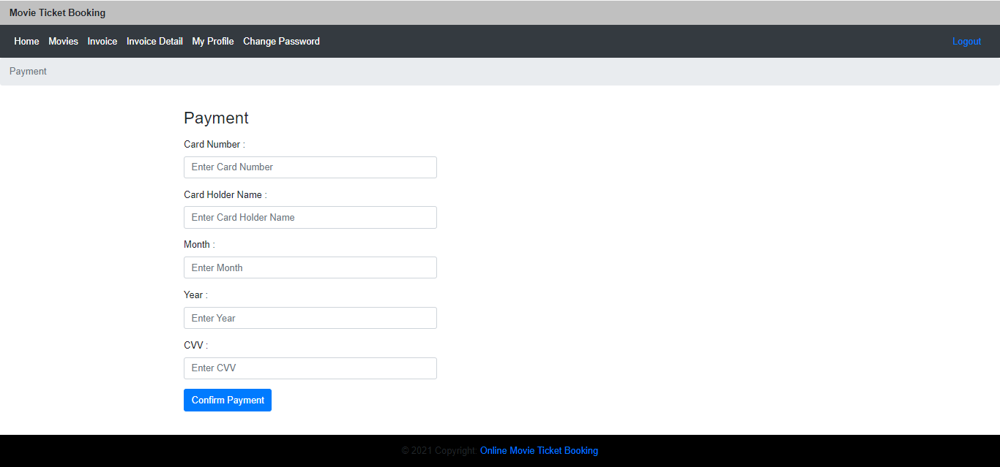 Movie Ticket Booking
Home Movies Invoice Invoice Detail My Profile Change Password Logout
Payment
Payment
Card Number :
Enter Card Number
Card Holder Name :
Enter Card Holder Name
Month :
Enter Month
Year :
Enter Year
CVV :
Enter CVV
Confirm Payment
© 2021 Copyright: Online Movie Ticket Booking